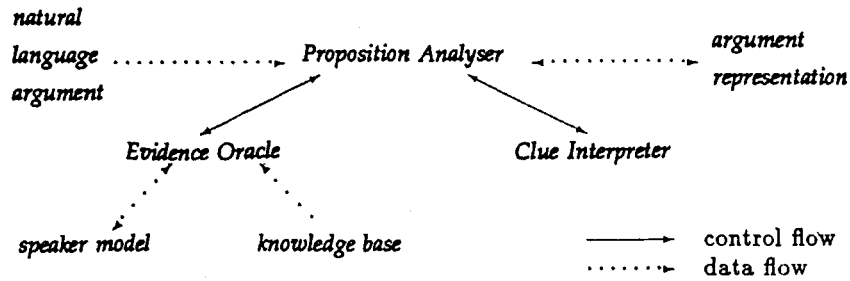 natural
language
argument
Proposition Analyser
argument
representation
Evidence Oracle
Clue Interpreter
speaker model
knowledge base
control flow
data flow